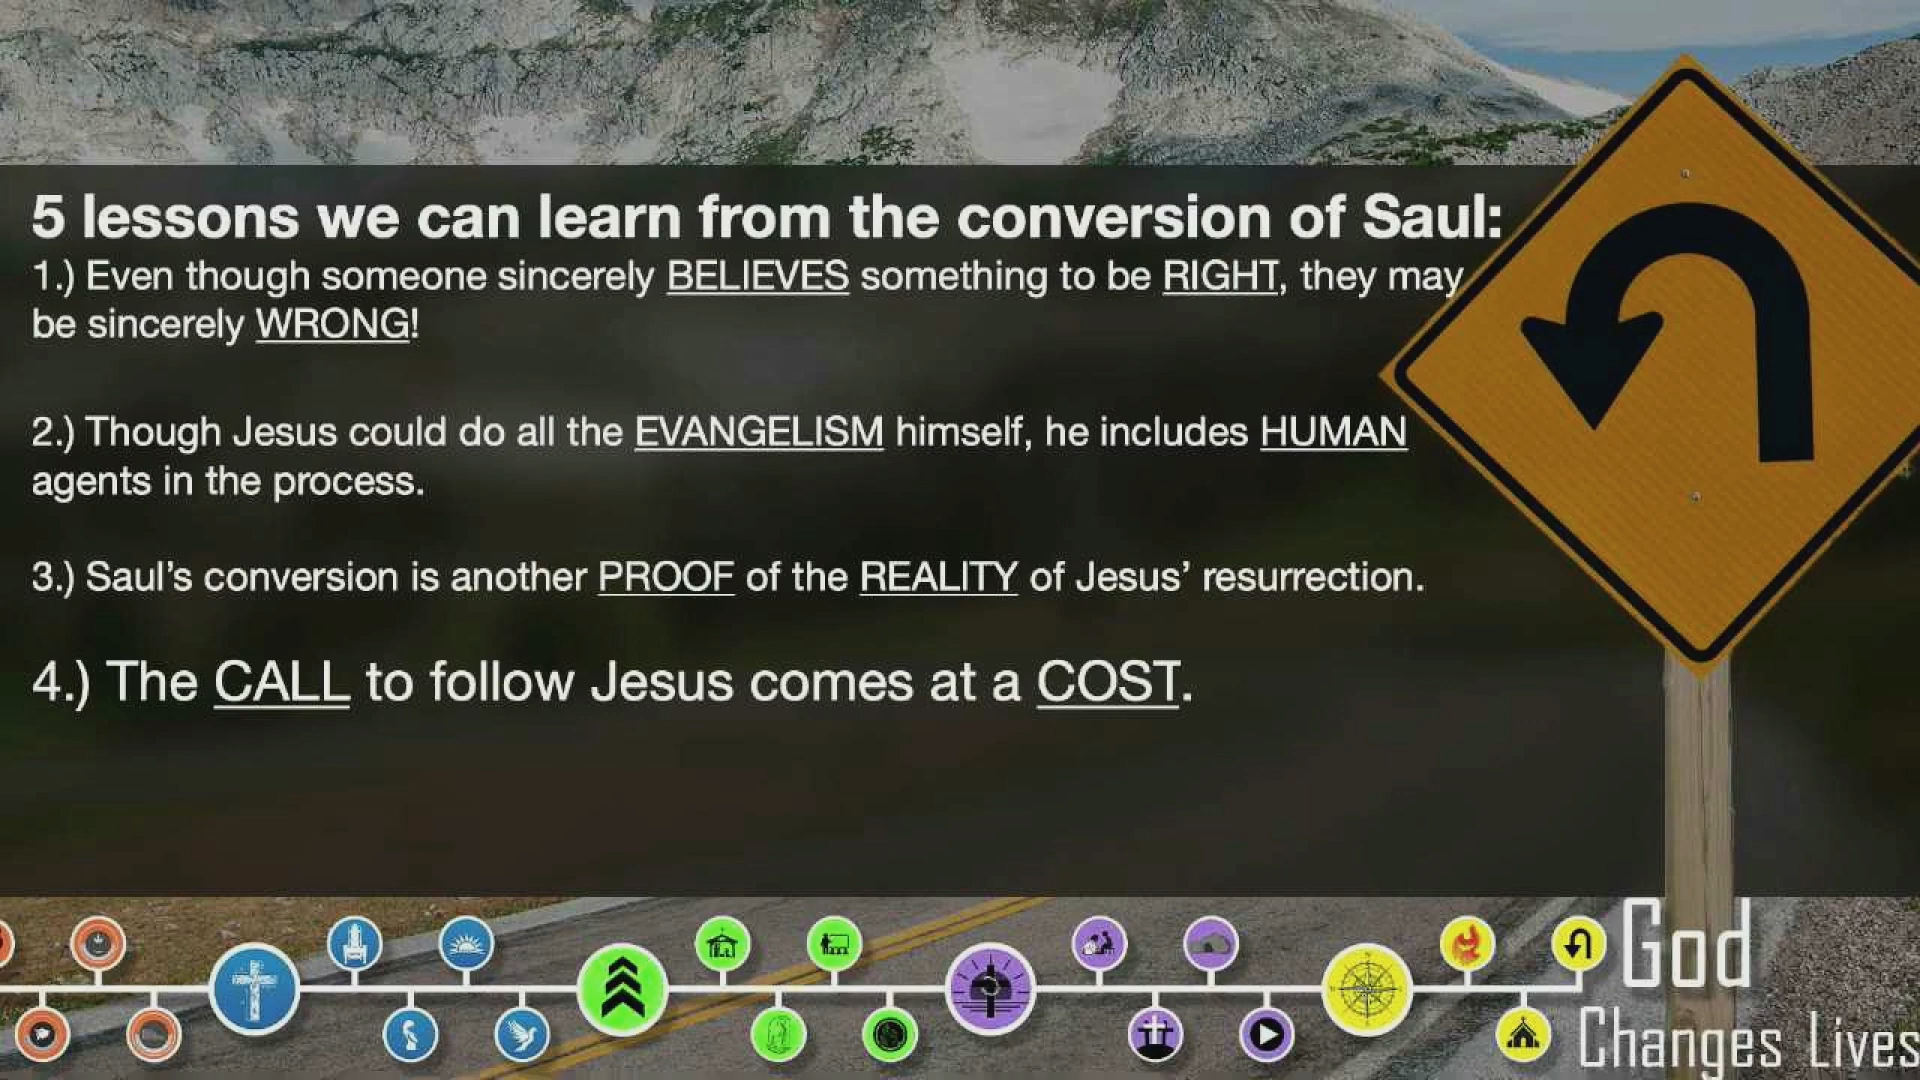 5 lessons we can learn from the conversion of Saul:
1.) Even though someone sincerely BELIEVES something to be RIGHT, they may
be sincerely WRONG!
2.) Though Jesus could do all the EVANGELISM himself, he includes HUMAN
agents in the process.
3.) Saul’s conversion is another PROOF of the REALITY of Jesus’ resurrection.
4.) The CALL to follow Jesus comes at a COST.
God
Changes Lives